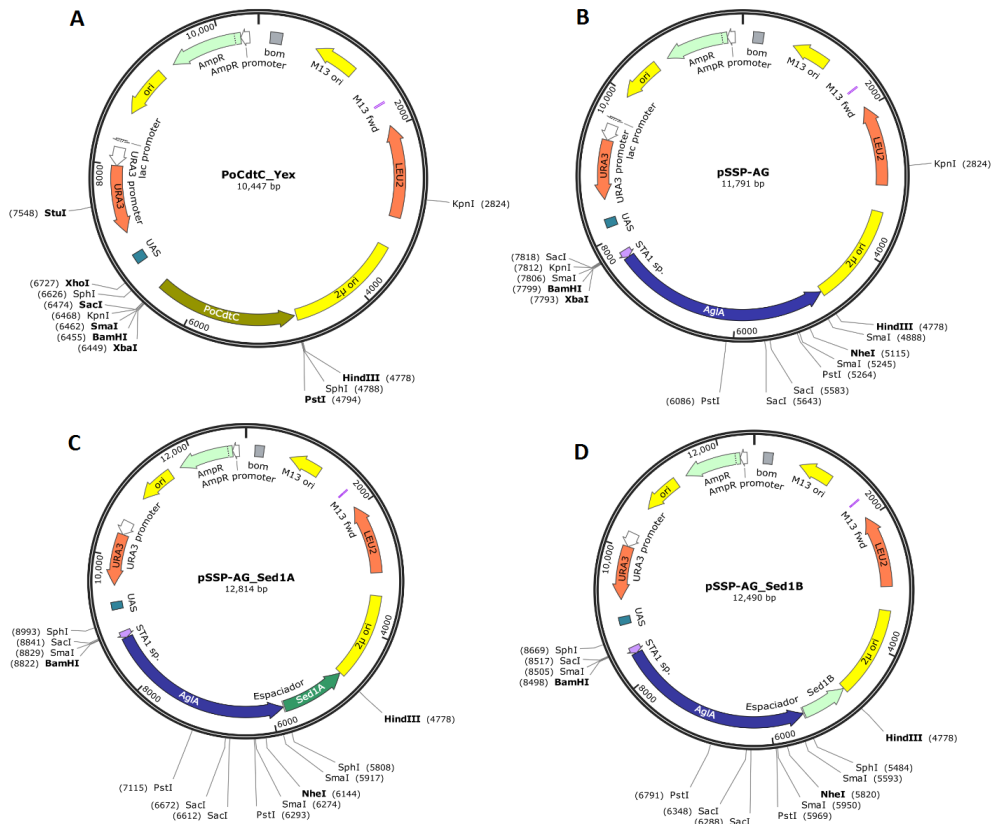 A
10,000
bom
AmpR
AmpR promoter
M13 ori
M13 fwd
2000
ori
lac promoter
URA3 promoter
8000
URA3
LEU2
PoCdtC_Yex
10,447 bp
KpnI (2824)
(7548) StuI
UAS
(6727) XhoI
(6626) SphI
(6474) SacI
(6468) KpnI
(6462) SmaI
(6455) BamHI
(6449) XbaI
PoCdtC
6000
2μ ori
4000
HindIII (4778)
SphI (4788)
PstI (4794)
B
10,000
bom
AmpR
AmpR promoter
M13 ori
M13 fwd
2000
ori
lac promoter
URA3 promoter
URA3
LEU2
pSSP-AG
11,791 bp
KpnI (2824)
UAS
8000
STA1 sp.
(7818) SacI
(7812) KpnI
(7806) SmaI
(7799) BamHI
(7793) XbaI
AglA
6000
2μ ori
4000
HindIII (4778)
SmaI (4888)
NheI (5115)
SmaI (5245)
PstI (5264)
SacI (5583)
SacI (5643)
(6086) PstI
C
12,000
bom
AmpR
AmpR promoter
M13 ori
M13 fwd
2000
ori
URA3 promoter
URA3
10,000
LEU2
pSSP-AG_Sed1A
12,814 bp
UAS
STA1 sp.
(8993) SphI
(8841) SacI
(8829) SmaI
(8822) BamHI
8000
AglA
Espaciador
Sed1A
6000
2μ ori
4000
HindIII (4778)
SphI (5808)
SmaI (5917)
NheI (6144)
SmaI (6274)
PstI (6293)
(7115) PstI
(6672) SacI
(6612) SacI
D
12,000
bom
AmpR
AmpR promoter
M13 ori
M13 fwd
2000
ori
URA3 promoter
URA3
10,000
LEU2
pSSP-AG_Sed1B
12,490 bp
UAS
STA1 sp.
(8669) SphI
(8517) SacI
(8505) SmaI
(8498) BamHI
8000
AglA
Espaciador
Sed1B
6000
2μ ori
4000
HindIII (4778)
SphI (5484)
SmaI (5593)
NheI (5820)
SmaI (5950)
PstI (5969)
(6791) PstI
(6348) SacI
(6288) SacI